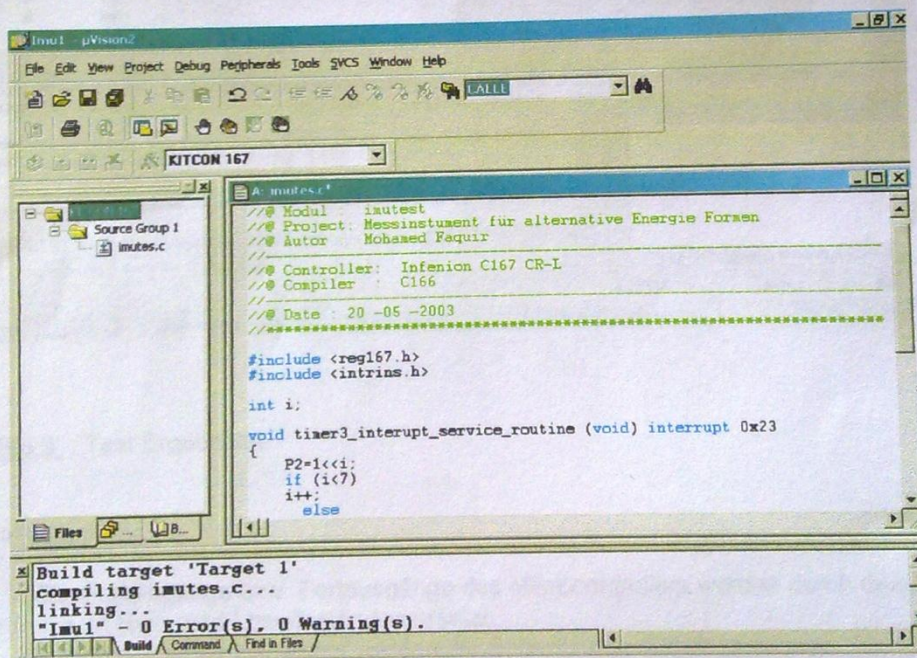 Imu1 - µVision2
File Edit View Project Debug Peripherals Tools SVCS Window Help
CALLE
KITCON 167
Source Group 1
imutes.c
Files
... B...
A: imutes.c*
//@ Modul : imutest
//@ Project: Messinstument für alternative Energie Formen
//@ Autor Mohamed Faquir
//@ Controller: Infenion C167 CR-L
//@ Compiler : C166
//@ Date : 20 -05 -2003
#include <reg167.h>
#include <intrins.h>
int i;
void timer3_interupt_service_routine (void) interrupt 0x23
{
P2=1<<i;
if (i<7)
i++;
else
Build target 'Target 1'
compiling imutes.c...
linking...
"Imu1" - 0 Error(s), 0 Warning(s).
Build Command Find in Files